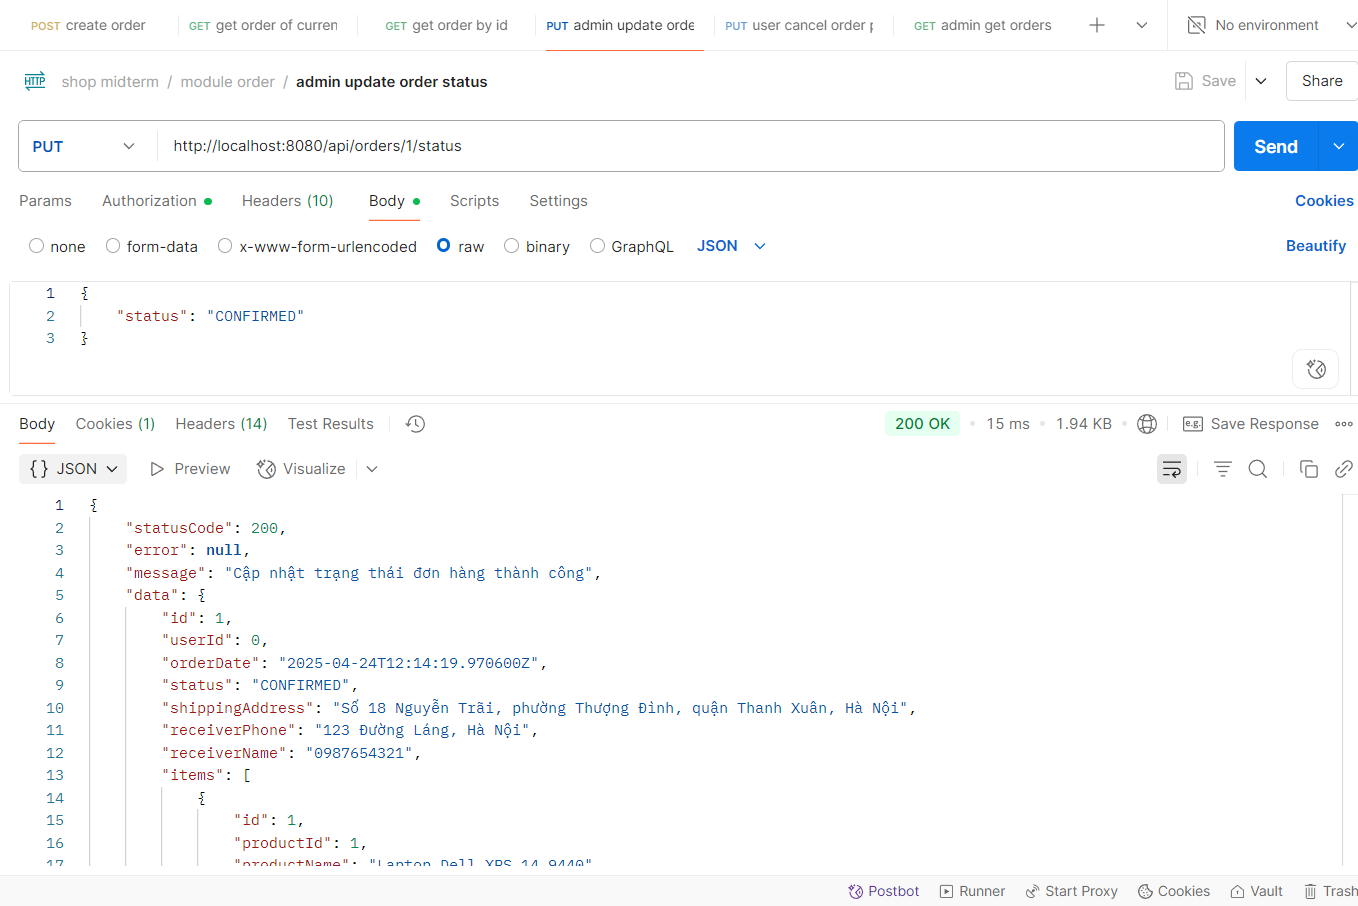 POST create order GET get order of curren GET get order by id PUT admin update orde PUT user cancel order p GET admin get orders No environment
HTTP shop midterm / module order / admin update order status Save Share
PUT http://localhost:8080/api/orders/1/status Send
Params Authorization Headers (10) Body Scripts Settings Cookies
none form-data x-www-form-urlencoded raw binary GraphQL JSON Beautify
1 {
2 "status": "CONFIRMED"
3 }
Body Cookies (1) Headers (14) Test Results 200 OK 15 ms 1.94 KB e.g. Save Response
{} JSON Preview Visualize
1 {
2 "statusCode": 200,
3 "error": null,
4 "message": "Cập nhật trạng thái đơn hàng thành công",
5 "data": {
6 "id": 1,
7 "userId": 0,
8 "orderDate": "2025-04-24T12:14:19.970600Z",
9 "status": "CONFIRMED",
10 "shippingAddress": "Số 18 Nguyễn Trãi, phường Thượng Đình, quận Thanh Xuân, Hà Nội",
11 "receiverPhone": "123 Đường Láng, Hà Nội",
12 "receiverName": "0987654321",
13 "items": [
14 {
15 "id": 1,
16 "productId": 1,
17 "productName": "Laptop Dell XPS 14 9440"
Postbot Runner Start Proxy Cookies Vault Trash